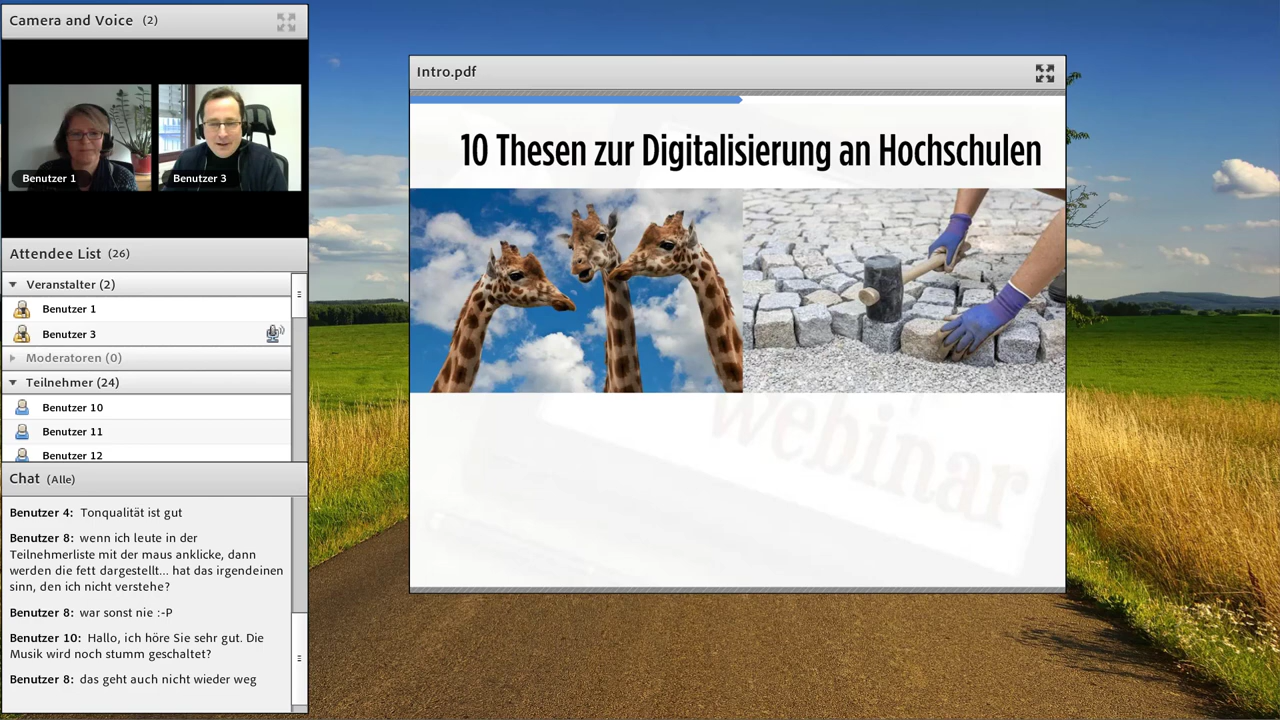 Camera and Voice (2)
Benutzer 1
Benutzer 3
Attendee List (26)
Veranstalter (2)
Benutzer 1
Benutzer 3
Moderatoren (0)
Teilnehmer (24)
Benutzer 10
Benutzer 11
Benutzer 12
Chat (Alle)
Benutzer 4: Tonqualität ist gut
Benutzer 8: wenn ich leute in der
Teilnehmerliste mit der maus anklicke, dann
werden die fett dargestellt... hat das irgendeinen
sinn, den ich nicht verstehe?
Benutzer 8: war sonst nie :-P
Benutzer 10: Hallo, ich höre Sie sehr gut. Die
Musik wird noch stumm geschaltet?
Benutzer 8: das geht auch nicht wieder weg
Intro.pdf
10 Thesen zur Digitalisierung an Hochschulen
webinar